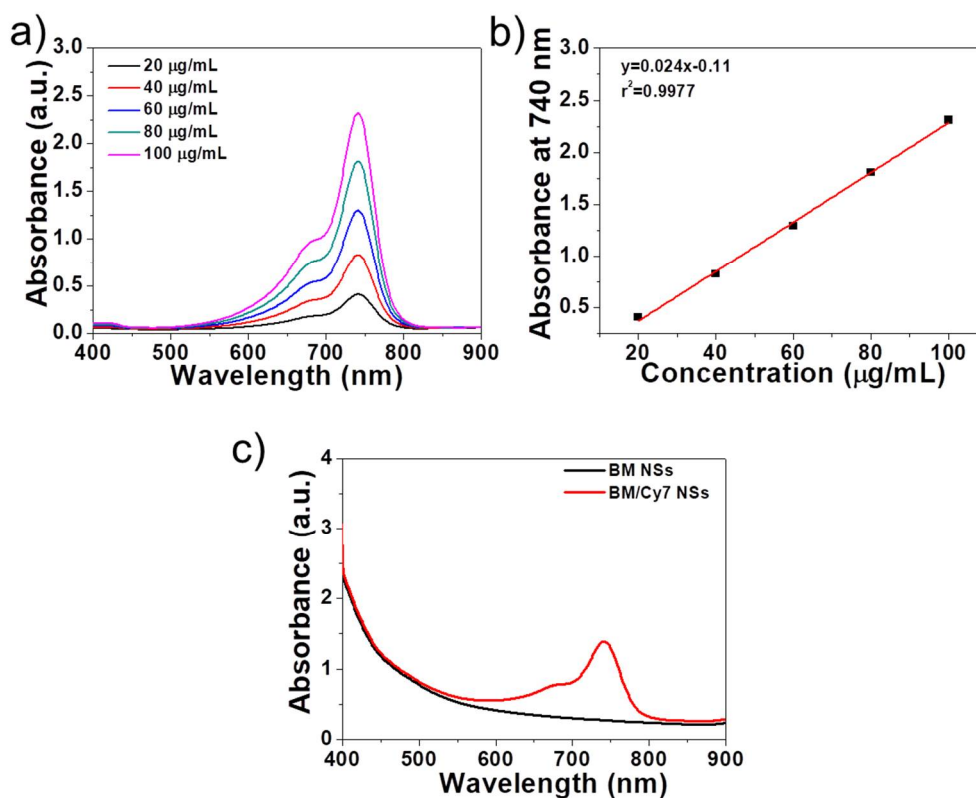 a)
3.0
2.5
2.0
1.5
1.0
0.5
0.0
Absorbance (a.u.)
20 μg/mL
40 μg/mL
60 μg/mL
80 μg/mL
100 μg/mL
400 500 600 700 800 900
Wavelength (nm)
b)
3.0
2.5
2.0
1.5
1.0
0.5
Absorbance at 740 nm
y=0.024x-0.11
r²=0.9977
20 40 60 80 100
Concentration (μg/mL)
c)
4
3
2
1
0
Absorbance (a.u.)
BM NSs
BM/Cy7 NSs
400 500 600 700 800 900
Wavelength (nm)